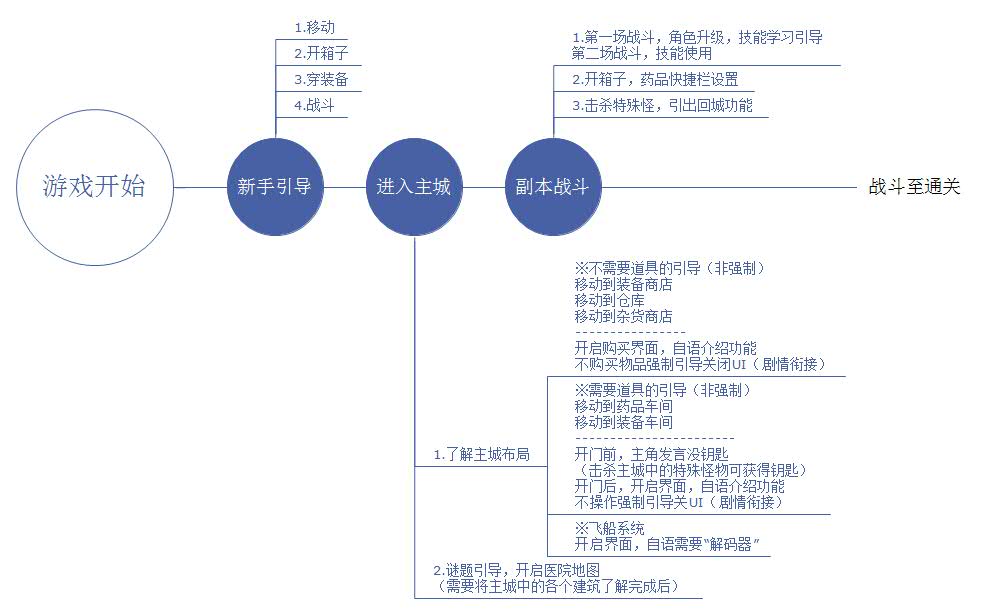 游戏开始
新手引导
1.移动
2.开箱子
3.穿装备
4.战斗
进入主城
1.了解主城布局
※不需要道具的引导（非强制）
移动到装备商店
移动到仓库
移动到杂货商店
----------------
开启购买界面，自语介绍功能
不购买物品强制引导关闭UI（剧情衔接）
※需要道具的引导（非强制）
移动到药品车间
移动到装备车间
-----------------------
开门前，主角发言没钥匙
（击杀主城中的特殊怪物可获得钥匙）
开门后，开启界面，自语介绍功能
不操作强制引导关UI（剧情衔接）
※飞船系统
开启界面，自语需要“解码器”
2.谜题引导，开启医院地图
（需要将主城中的各个建筑了解完成后）
副本战斗
1.第一场战斗，角色升级，技能学习引导
第二场战斗，技能使用
2.开箱子，药品快捷栏设置
3.击杀特殊怪，引出回城功能
战斗至通关